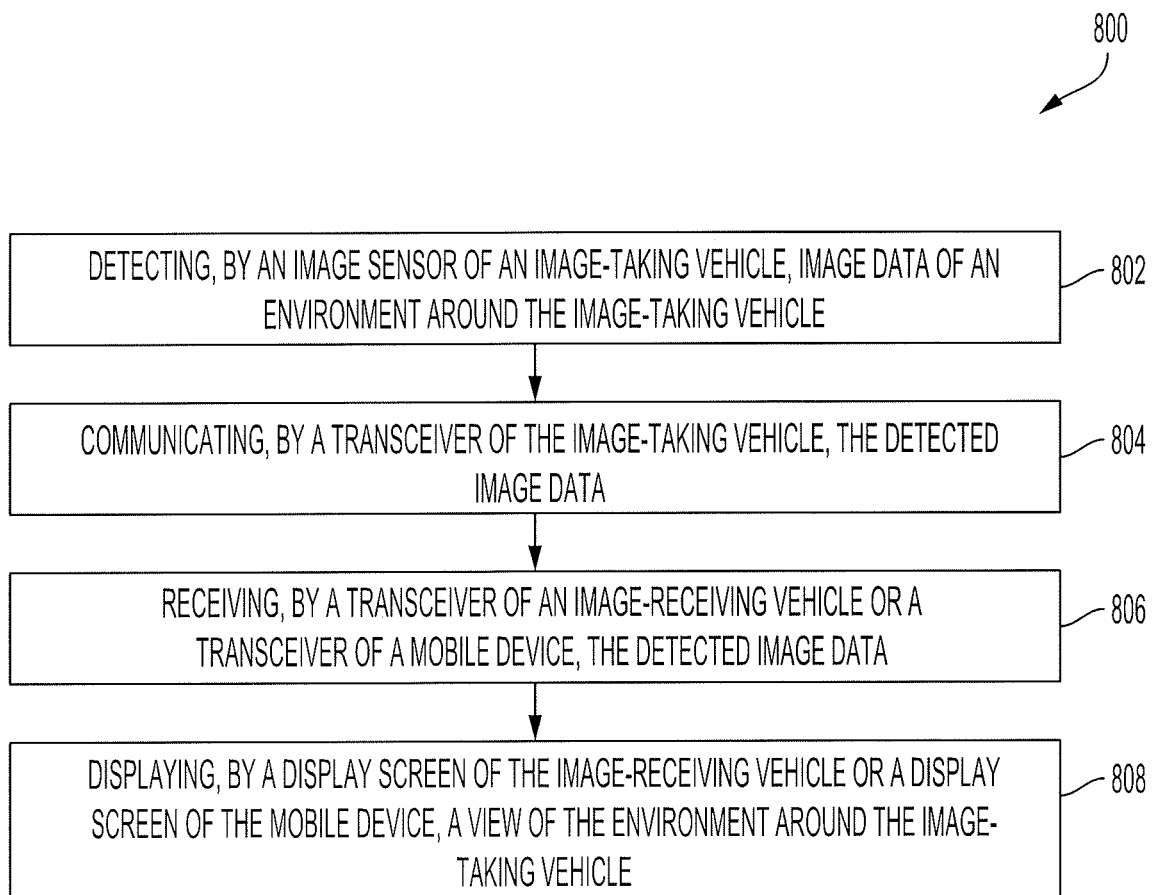 800
DETECTING, BY AN IMAGE SENSOR OF AN IMAGE-TAKING VEHICLE, IMAGE DATA OF AN
ENVIRONMENT AROUND THE IMAGE-TAKING VEHICLE
802
COMMUNICATING, BY A TRANSCEIVER OF THE IMAGE-TAKING VEHICLE, THE DETECTED
IMAGE DATA
804
RECEIVING, BY A TRANSCEIVER OF AN IMAGE-RECEIVING VEHICLE OR A
TRANSCEIVER OF A MOBILE DEVICE, THE DETECTED IMAGE DATA
806
DISPLAYING, BY A DISPLAY SCREEN OF THE IMAGE-RECEIVING VEHICLE OR A DISPLAY
SCREEN OF THE MOBILE DEVICE, A VIEW OF THE ENVIRONMENT AROUND THE IMAGE-
TAKING VEHICLE
808